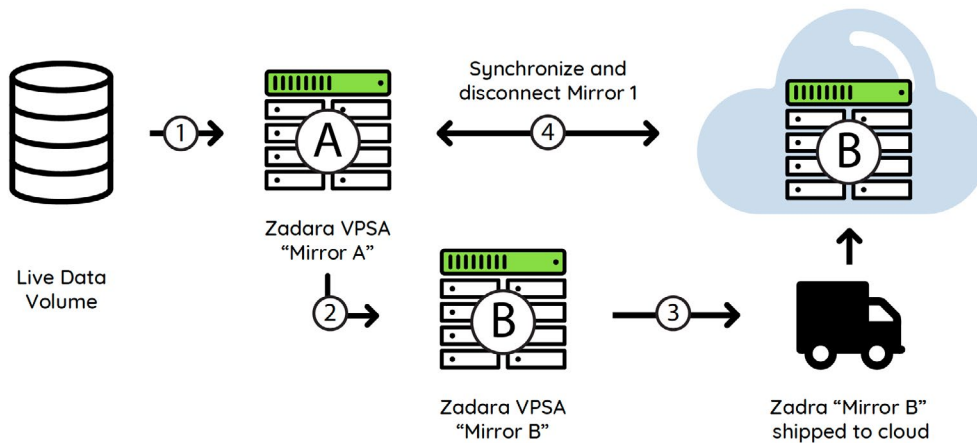 Live Data
Volume
1
A
Zadara VPSA
“Mirror A”
2
B
Zadara VPSA
“Mirror B”
3
Zadra “Mirror B”
shipped to cloud
Synchronize and
disconnect Mirror 1
4
B